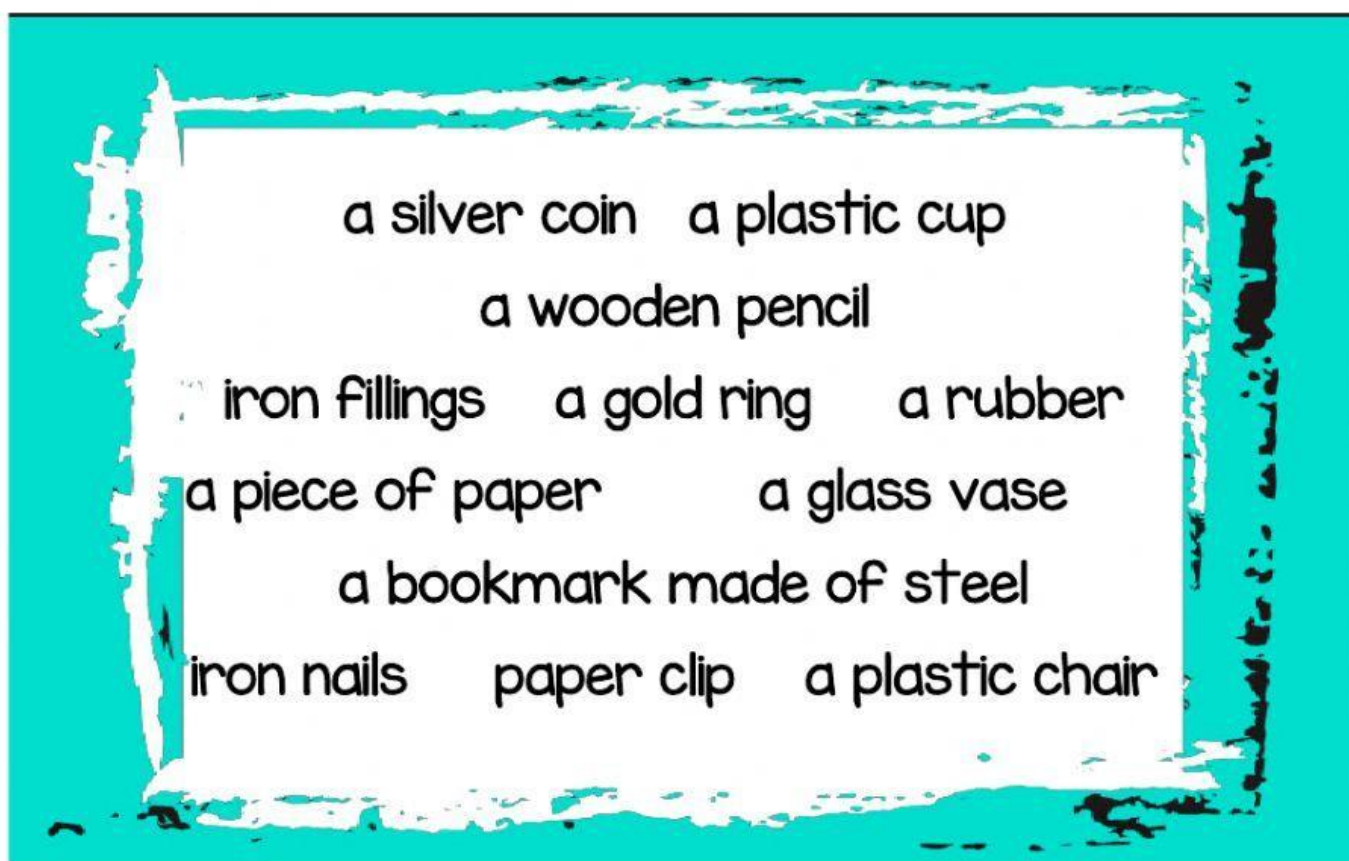 a silver coin a plastic cup
a wooden pencil
iron fillings a gold ring a rubber
a piece of paper a glass vase
a bookmark made of steel
iron nails paper clip a plastic chair